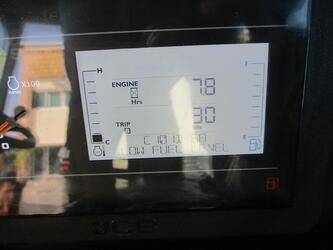 H
F
X100
ENGINE 78
Hrs
TRIP 30
C E
LOW FUEL LEVEL
JCB